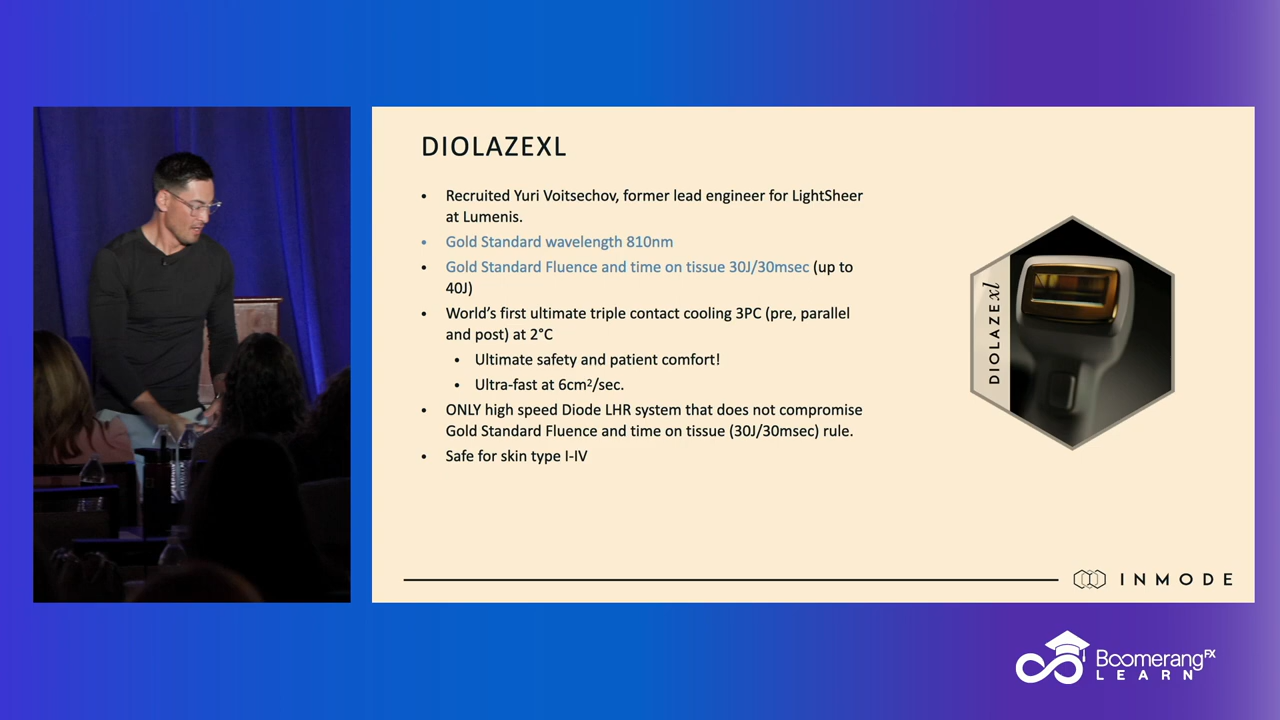 DIOLAZEXL
• Recruited Yuri Voitsechov, former lead engineer for LightSheer
at Lumenis.
• Gold Standard wavelength 810nm
• Gold Standard Fluence and time on tissue 30J/30msec (up to
40J)
• World’s first ultimate triple contact cooling 3PC (pre, parallel
and post) at 2°C
• Ultimate safety and patient comfort!
• Ultra-fast at 6cm²/sec.
• ONLY high speed Diode LHR system that does not compromise
Gold Standard Fluence and time on tissue (30J/30msec) rule.
• Safe for skin type I-IV
DIOLAZExl
INMODE
BoomerangFX
LEARN